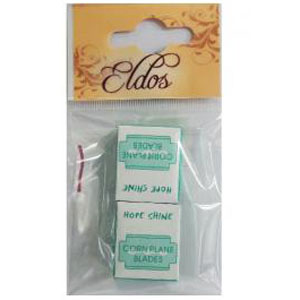 Eldos
CORN PLANE
BLADES
HOPE SHINE
HOPE SHINE
CORN PLANE
BLADES